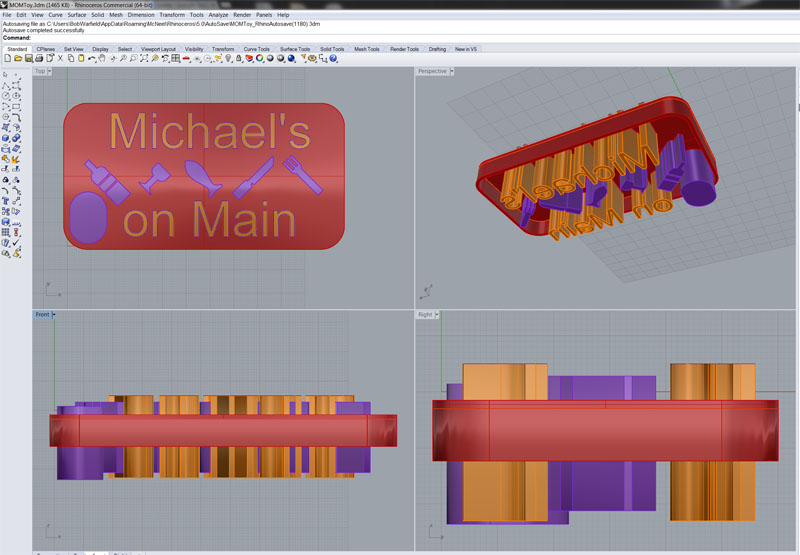 MOMToy.3dm (1465 KB) - Rhinoceros Commercial (64-bit)
File Edit View Curve Surface Solid Mesh Dimension Transform Tools Analyze Render Panels Help
Autosaving file as C:\Users\BobWarfield\AppData\Roaming\McNeel\Rhinoceros\5.0\AutoSave\MOMToy_RhinoAutosave(1180).3dm
Autosave completed successfully
Command:
Standard CPlanes Set View Display Select Viewport Layout Visibility Transform Curve Tools Surface Tools Solid Tools Mesh Tools Render Tools Drafting New in V5
Top
Perspective
Michael's
on Main
Michael's
on Main
Front
Right